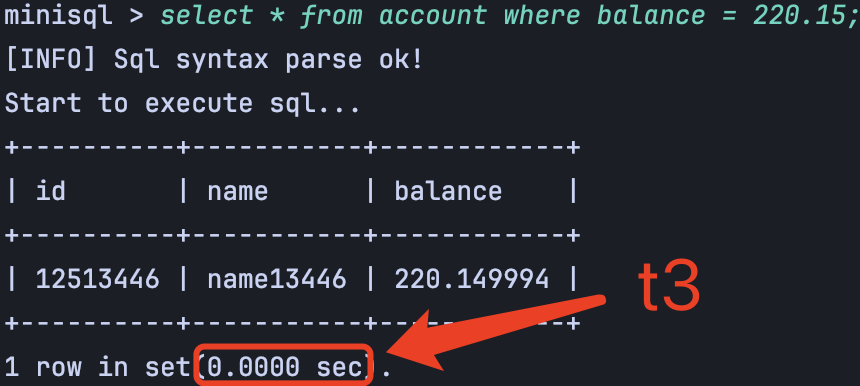 minisql > select * from account where balance = 220.15;
[INFO] Sql syntax parse ok!
Start to execute sql...
+----------+-----------+------------+
| id       | name      | balance    |
+----------+-----------+------------+
| 12513446 | name13446 | 220.149994 |
+----------+-----------+------------+
t3
1 row in set(0.0000 sec).